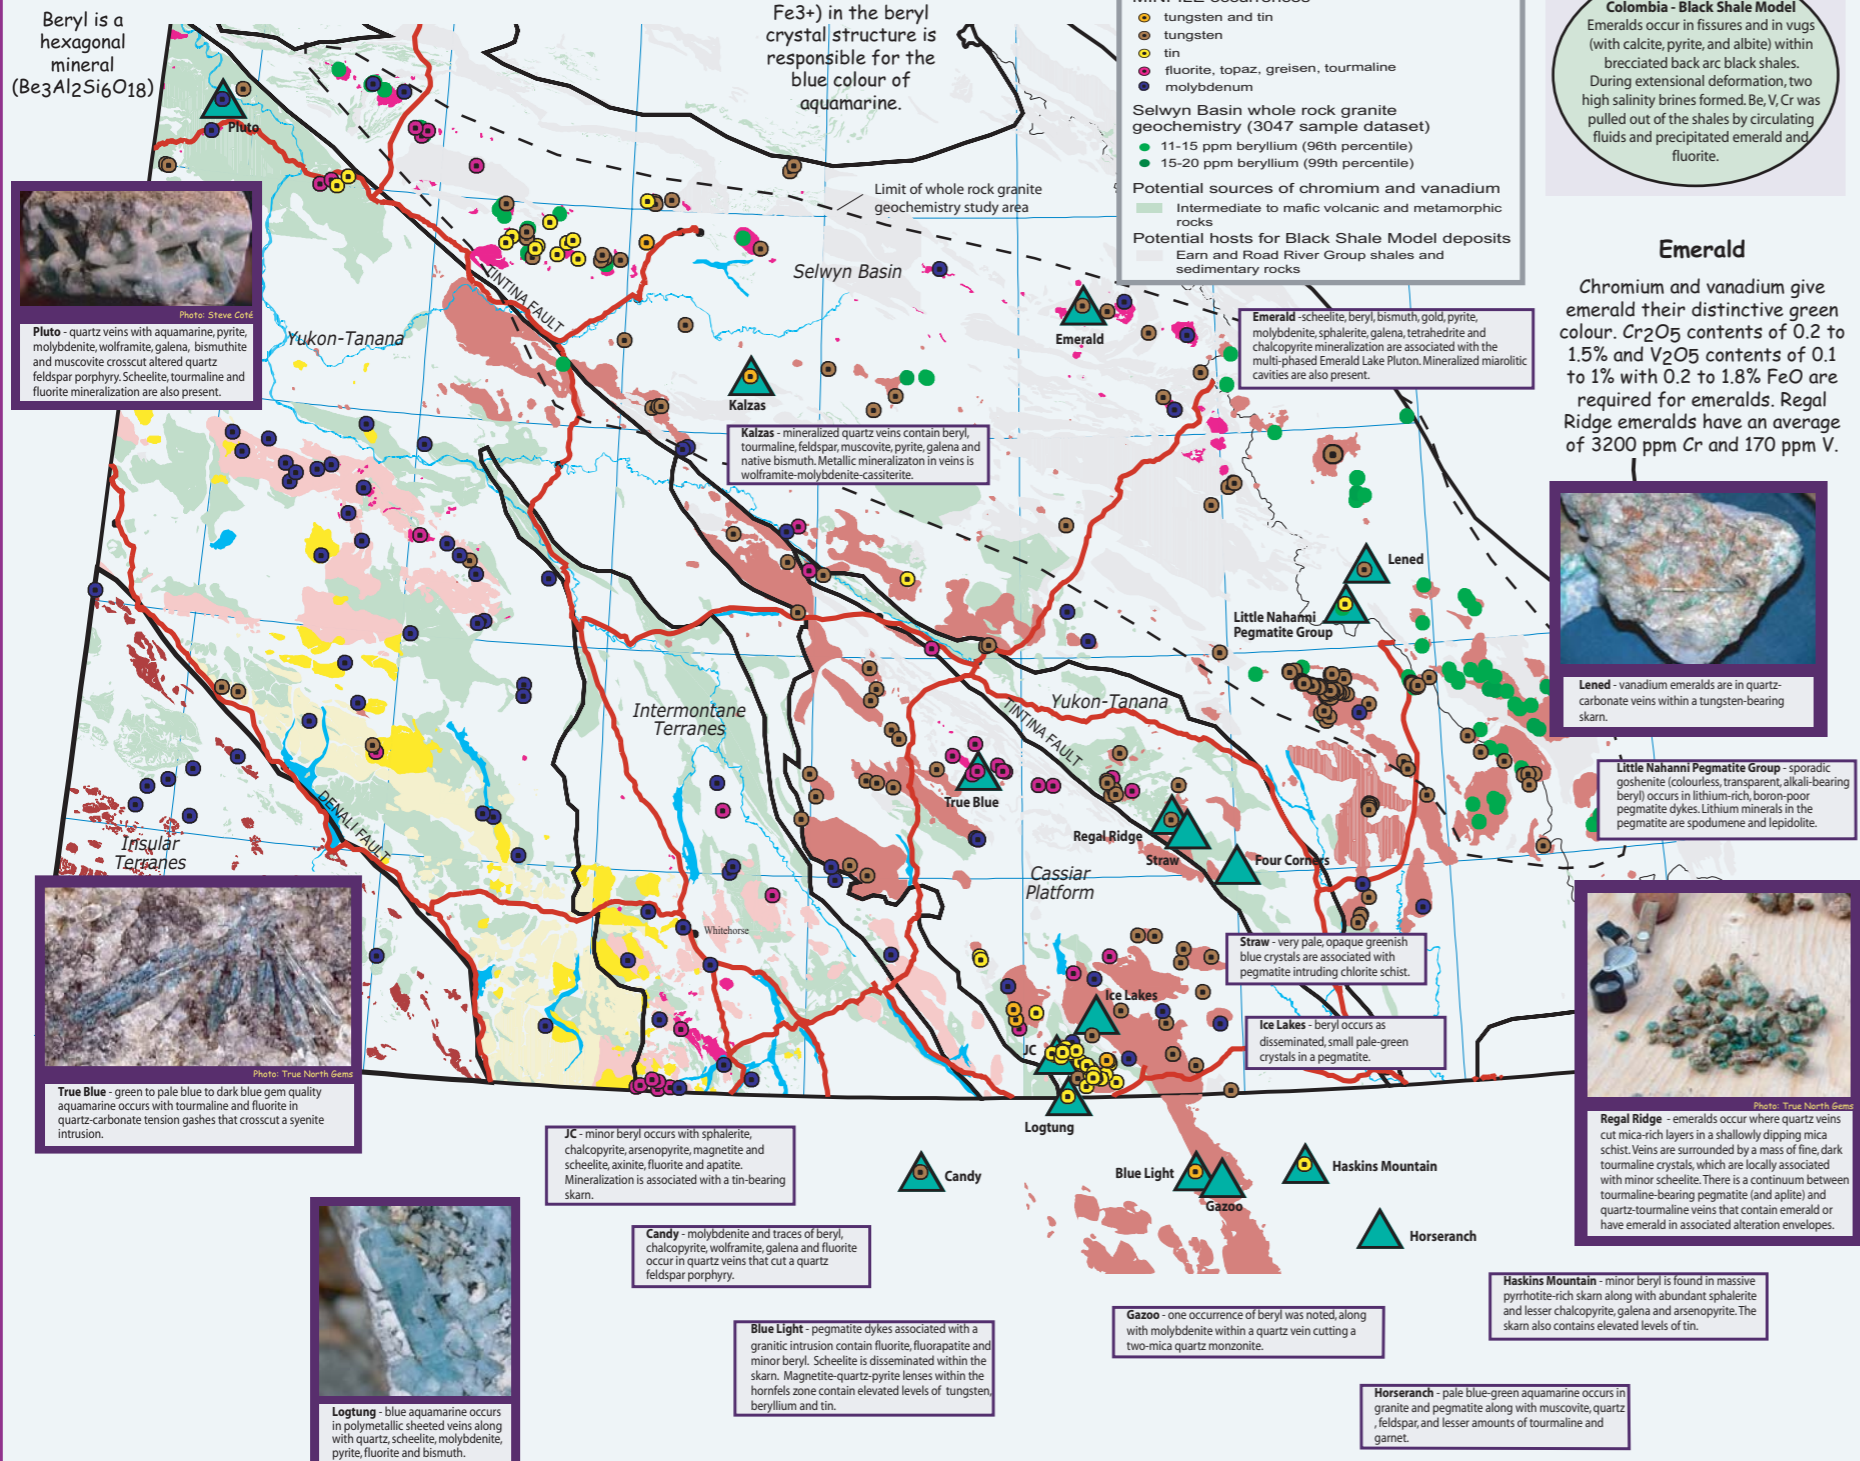 Beryl is a
hexagonal
mineral
(Be3Al2Si6O18)
Fe3+) in the beryl
crystal structure is
responsible for the
blue colour of
aquamarine.
tungsten and tin
tungsten
tin
fluorite, topaz, greisen, tourmaline
molybdenum
Selwyn Basin whole rock granite
geochemistry (3047 sample dataset)
11-15 ppm beryllium (96th percentile)
15-20 ppm beryllium (99th percentile)
Potential sources of chromium and vanadium
Intermediate to mafic volcanic and metamorphic
rocks
Potential hosts for Black Shale Model deposits
Earn and Road River Group shales and
sedimentary rocks
Colombia - Black Shale Model
Emeralds occur in fissures and in vugs
(with calcite, pyrite, and albite) within
brecciated back arc black shales.
During extensional deformation, two
high salinity brines formed. Be, V, Cr was
pulled out of the shales by circulating
fluids and precipitated emerald and
fluorite.
Emerald
Chromium and vanadium give
emerald their distinctive green
colour. Cr2O5 contents of 0.2 to
1.5% and V2O5 contents of 0.1
to 1% with 0.2 to 1.8% FeO are
required for emeralds. Regal
Ridge emeralds have an average
of 3200 ppm Cr and 170 ppm V.
Pluto
Limit of whole rock granite
geochemistry study area
Selwyn Basin
TINTINA FAULT
Yukon-Tanana
Emerald
Kalzas
Photo: Steve Coté
Pluto - quartz veins with aquamarine, pyrite,
molybdenite, wolframite, galena, bismuthite
and muscovite crosscut altered quartz
feldspar porphyry. Scheelite, tourmaline and
fluorite mineralization are also present.
Emerald -scheelite, beryl, bismuth, gold, pyrite,
molybdenite, sphalerite, galena, tetrahedrite and
chalcopyrite mineralization are associated with the
multi-phased Emerald Lake Pluton. Mineralized miarolitic
cavities are also present.
Kalzas - mineralized quartz veins contain beryl,
tourmaline, feldspar, muscovite, pyrite, galena and
native bismuth. Metallic mineralizaton in veins is
wolframite-molybdenite-cassiterite.
Lened
Little Nahanni
Pegmatite Group
Lened - vanadium emeralds are in quartz-
carbonate veins within a tungsten-bearing
skarn.
Intermontane
Terranes
Yukon-Tanana
TINTINA FAULT
True Blue
Regal Ridge
Straw
Four Corners
Little Nahanni Pegmatite Group - sporadic
goshenite (colourless, transparent, alkali-bearing
beryl) occurs in lithium-rich, boron-poor
pegmatite dykes. Lithium minerals in the
pegmatite are spodumene and lepidolite.
DENALI FAULT
Insular
Terranes
Cassiar
Platform
Whitehorse
Straw - very pale, opaque greenish
blue crystals are associated with
pegmatite intruding chlorite schist.
Ice Lakes
Ice Lakes - beryl occurs as
disseminated, small pale-green
crystals in a pegmatite.
JC
Logtung
Photo: True North Gems
True Blue - green to pale blue to dark blue gem quality
aquamarine occurs with tourmaline and fluorite in
quartz-carbonate tension gashes that crosscut a syenite
intrusion.
Photo: True North Gems
Regal Ridge - emeralds occur where quartz veins
cut mica-rich layers in a shallowly dipping mica
schist. Veins are surrounded by a mass of fine, dark
tourmaline crystals, which are locally associated
with minor scheelite. There is a continuum between
tourmaline-bearing pegmatite (and aplite) and
quartz-tourmaline veins that contain emerald or
have emerald in associated alteration envelopes.
JC - minor beryl occurs with sphalerite,
chalcopyrite, arsenopyrite, magnetite and
scheelite, axinite, fluorite and apatite.
Mineralization is associated with a tin-bearing
skarn.
Candy
Blue Light
Gazoo
Haskins Mountain
Horseranch
Candy - molybdenite and traces of beryl,
chalcopyrite, wolframite, galena and fluorite
occur in quartz veins that cut a quartz
feldspar porphyry.
Haskins Mountain - minor beryl is found in massive
pyrrhotite-rich skarn along with abundant sphalerite
and lesser chalcopyrite, galena and arsenopyrite. The
skarn also contains elevated levels of tin.
Gazoo - one occurrence of beryl was noted, along
with molybdenite within a quartz vein cutting a
two-mica quartz monzonite.
Blue Light - pegmatite dykes associated with a
granitic intrusion contain fluorite, fluorapatite and
minor beryl. Scheelite is disseminated within the
skarn. Magnetite-quartz-pyrite lenses within the
hornfels zone contain elevated levels of tungsten,
beryllium and tin.
Horseranch - pale blue-green aquamarine occurs in
granite and pegmatite along with muscovite, quartz
, feldspar, and lesser amounts of tourmaline and
garnet.
Logtung - blue aquamarine occurs
in polymetallic sheeted veins along
with quartz, scheelite, molybdenite,
pyrite, fluorite and bismuth.